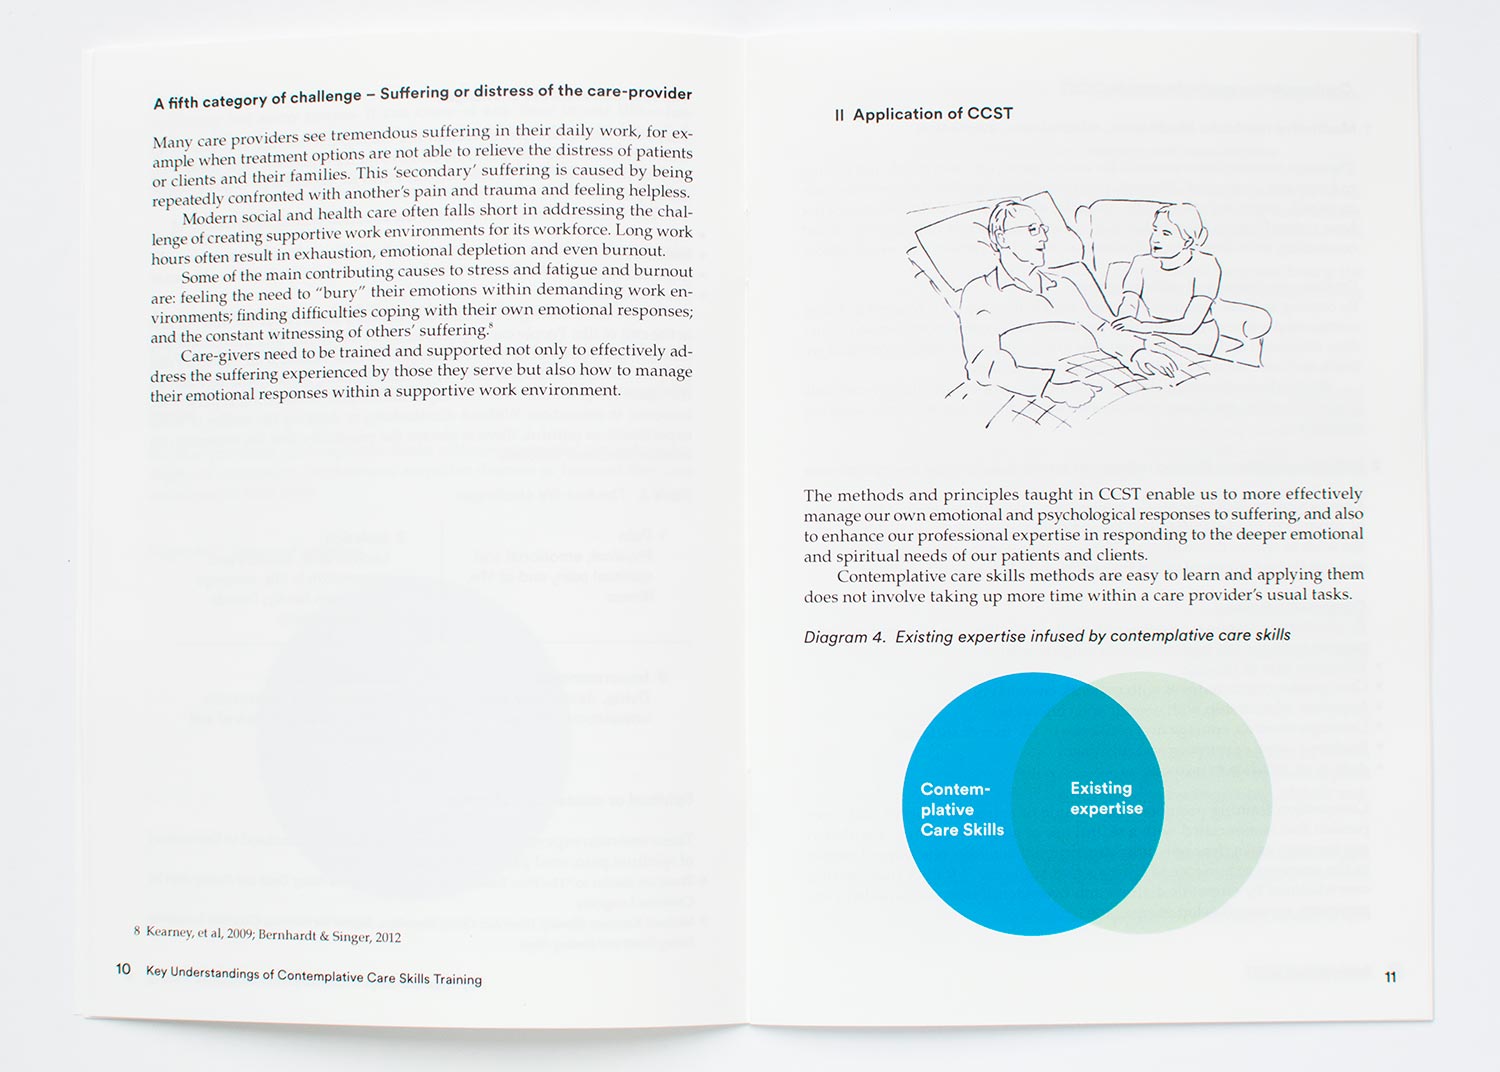 A fifth category of challenge – Suffering or distress of the care-provider
Many care providers see tremendous suffering in their daily work, for ex-
ample when treatment options are not able to relieve the distress of patients
or clients and their families. This ‘secondary’ suffering is caused by being
repeatedly confronted with another’s pain and trauma and feeling helpless.
Modern social and health care often falls short in addressing the chal-
lenge of creating supportive work environments for its workforce. Long work
hours often result in exhaustion, emotional depletion and even burnout.
Some of the main contributing causes to stress and fatigue and burnout
are: feeling the need to “bury” their emotions within demanding work en-
vironments; finding difficulties coping with their own emotional responses;
and the constant witnessing of others’ suffering.⁸
Care-givers need to be trained and supported not only to effectively ad-
dress the suffering experienced by those they serve but also how to manage
their emotional responses within a supportive work environment.
8 Kearney, et al, 2009; Bernhardt & Singer, 2012
10 Key Understandings of Contemplative Care Skills Training
II Application of CCST
The methods and principles taught in CCST enable us to more effectively
manage our own emotional and psychological responses to suffering, and also
to enhance our professional expertise in responding to the deeper emotional
and spiritual needs of our patients and clients.
Contemplative care skills methods are easy to learn and applying them
does not involve taking up more time within a care provider’s usual tasks.
Diagram 4. Existing expertise infused by contemplative care skills
Contem-
plative
Care Skills
Existing
expertise
11